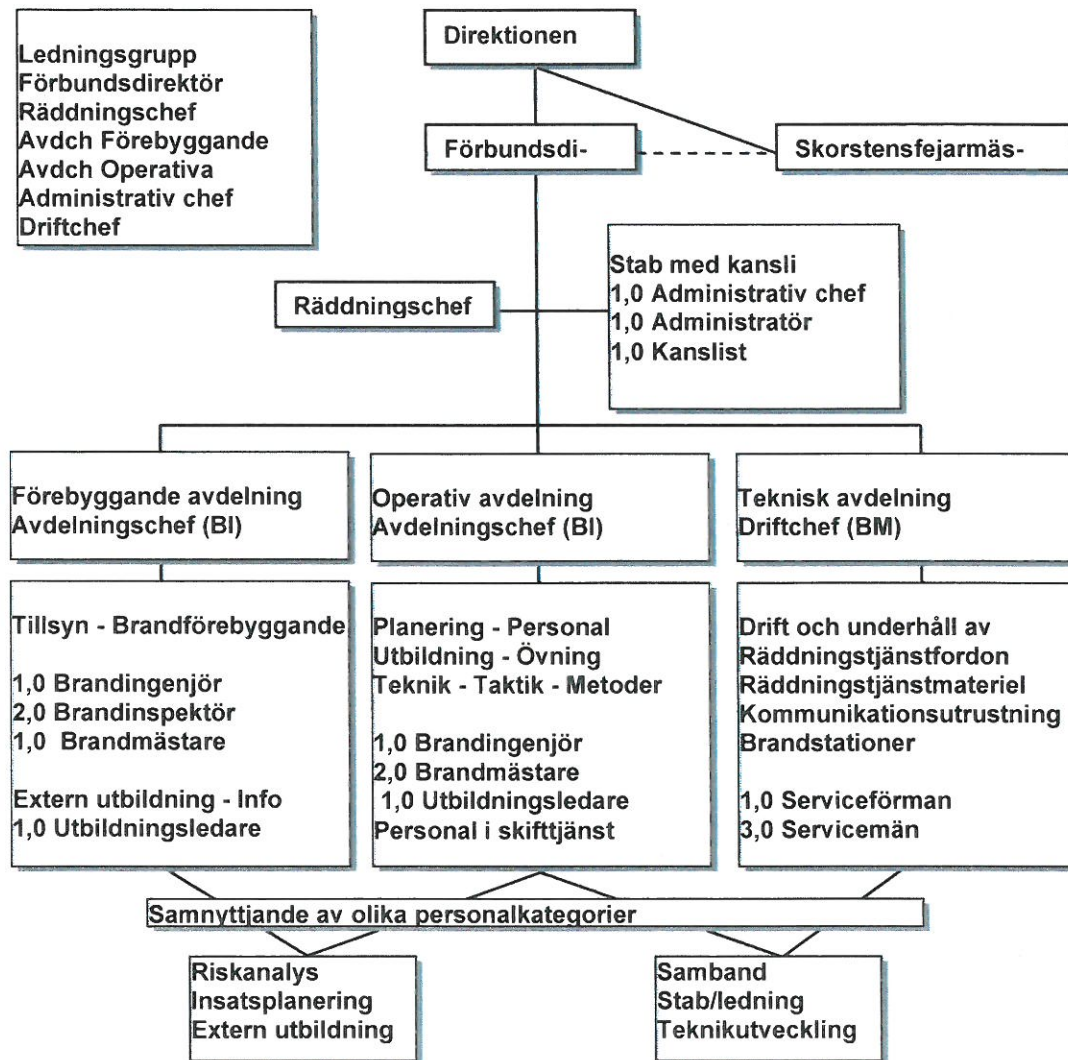 Ledningsgrupp
Förbundsdirektör
Räddningschef
Avdch Förebyggande
Avdch Operativa
Administrativ chef
Driftchef
Direktionen
Förbundsdi-
Skorstensfejarmäs-
Räddningschef
Stab med kansli
1,0 Administrativ chef
1,0 Administratör
1,0 Kanslist
Förebyggande avdelning
Avdelningschef (BI)
Operativ avdelning
Avdelningschef (BI)
Teknisk avdelning
Driftchef (BM)
Tillsyn - Brandförebyggande
1,0 Brandingenjör
2,0 Brandinspektör
1,0 Brandmästare
Extern utbildning - Info
1,0 Utbildningsledare
Planering - Personal
Utbildning - Övning
Teknik - Taktik - Metoder
1,0 Brandingenjör
2,0 Brandmästare
1,0 Utbildningsledare
Personal i skifttjänst
Drift och underhåll av
Räddningstjänstfordon
Räddningstjänstmateriel
Kommunikationsutrustning
Brandstationer
1,0 Serviceförman
3,0 Servicemän
Samnyttjande av olika personalkategorier
Riskanalys
Insatsplanering
Extern utbildning
Samband
Stab/ledning
Teknikutveckling